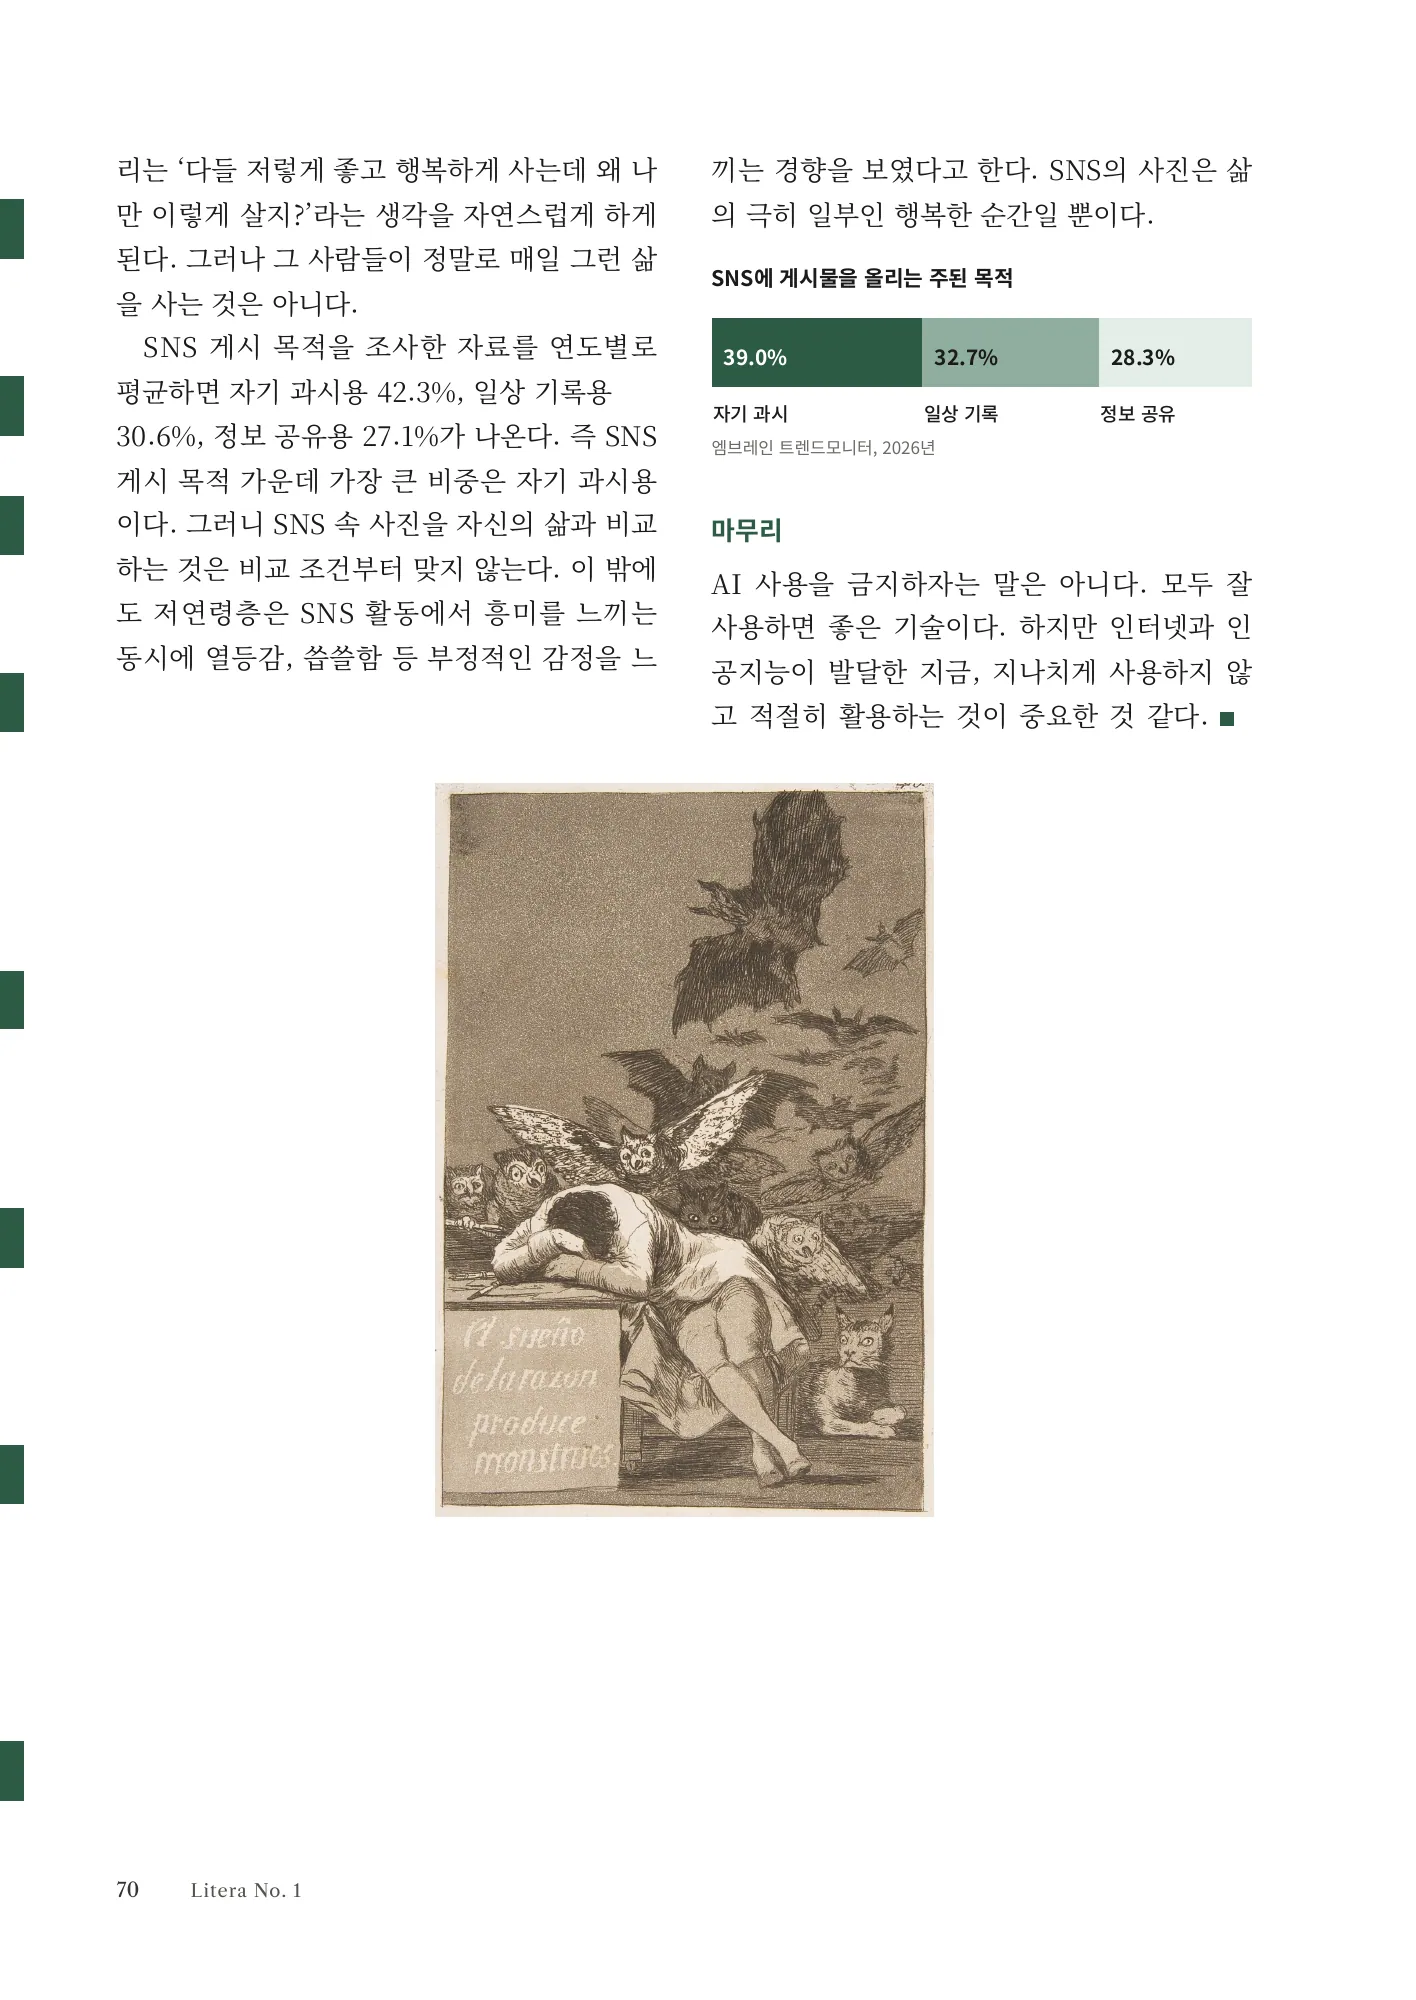 리는 ‘다들 저렇게 좋고 행복하게 사는데 왜 나
만 이렇게 살지?’라는 생각을 자연스럽게 하게
된다. 그러나 그 사람들이 정말로 매일 그런 삶
을 사는 것은 아니다.
SNS 게시 목적을 조사한 자료를 연도별로
평균하면 자기 과시용 42.3%, 일상 기록용
30.6%, 정보 공유용 27.1%가 나온다. 즉 SNS
게시 목적 가운데 가장 큰 비중은 자기 과시용
이다. 그러니 SNS 속 사진을 자신의 삶과 비교
하는 것은 비교 조건부터 맞지 않는다. 이 밖에
도 저연령층은 SNS 활동에서 흥미를 느끼는
동시에 열등감, 씁쓸함 등 부정적인 감정을 느
끼는 경향을 보였다고 한다. SNS의 사진은 삶
의 극히 일부인 행복한 순간일 뿐이다.
SNS에 게시물을 올리는 주된 목적
39.0% 32.7% 28.3%
자기 과시 일상 기록 정보 공유
엠브레인 트렌드모니터, 2026년
마무리
AI 사용을 금지하자는 말은 아니다. 모두 잘
사용하면 좋은 기술이다. 하지만 인터넷과 인
공지능이 발달한 지금, 지나치게 사용하지 않
고 적절히 활용하는 것이 중요한 것 같다.
El sueño
de la razon
produce
monstruos.
70 Litera No. 1